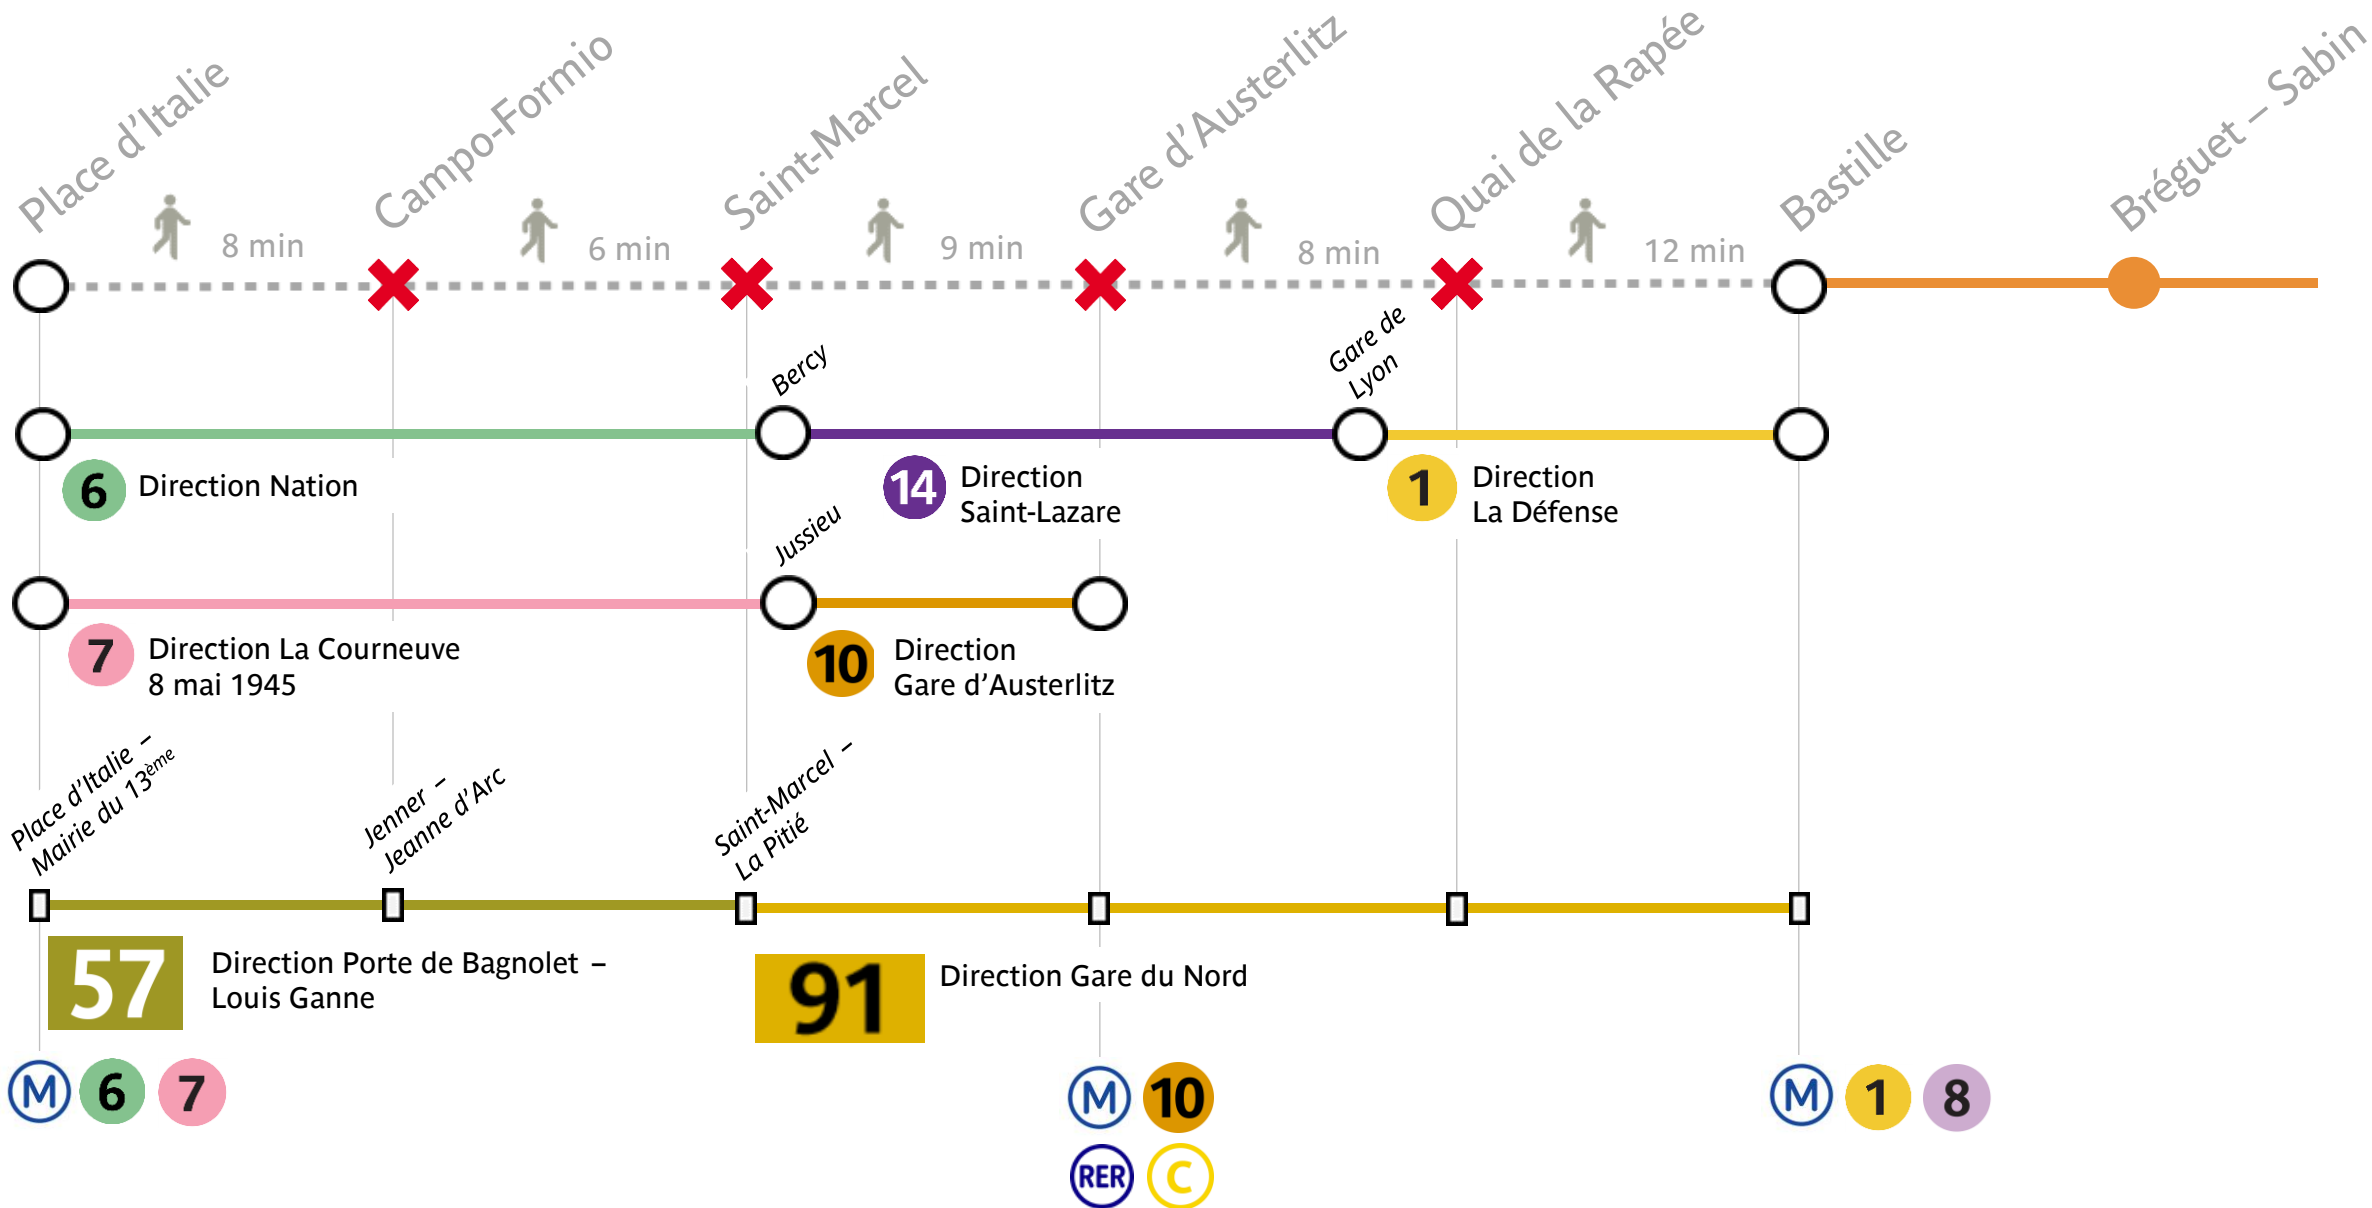 Place d'Italie
Campo-Formio
Saint-Marcel
Gare d'Austerlitz
Quai de la Rapée
Bastille
Bréguet – Sabin
8 min
6 min
9 min
8 min
12 min
Bercy
Gare de
Lyon
6 Direction Nation
14 Direction
Saint-Lazare
1 Direction
La Défense
Jussieu
7 Direction La Courneuve
8 mai 1945
10 Direction
Gare d'Austerlitz
Place d'Italie –
Mairie du 13ème
Jenner –
Jeanne d'Arc
Saint-Marcel –
La Pitié
57 Direction Porte de Bagnolet –
Louis Ganne
91 Direction Gare du Nord
M 6 7
M 10
RER C
M 1 8